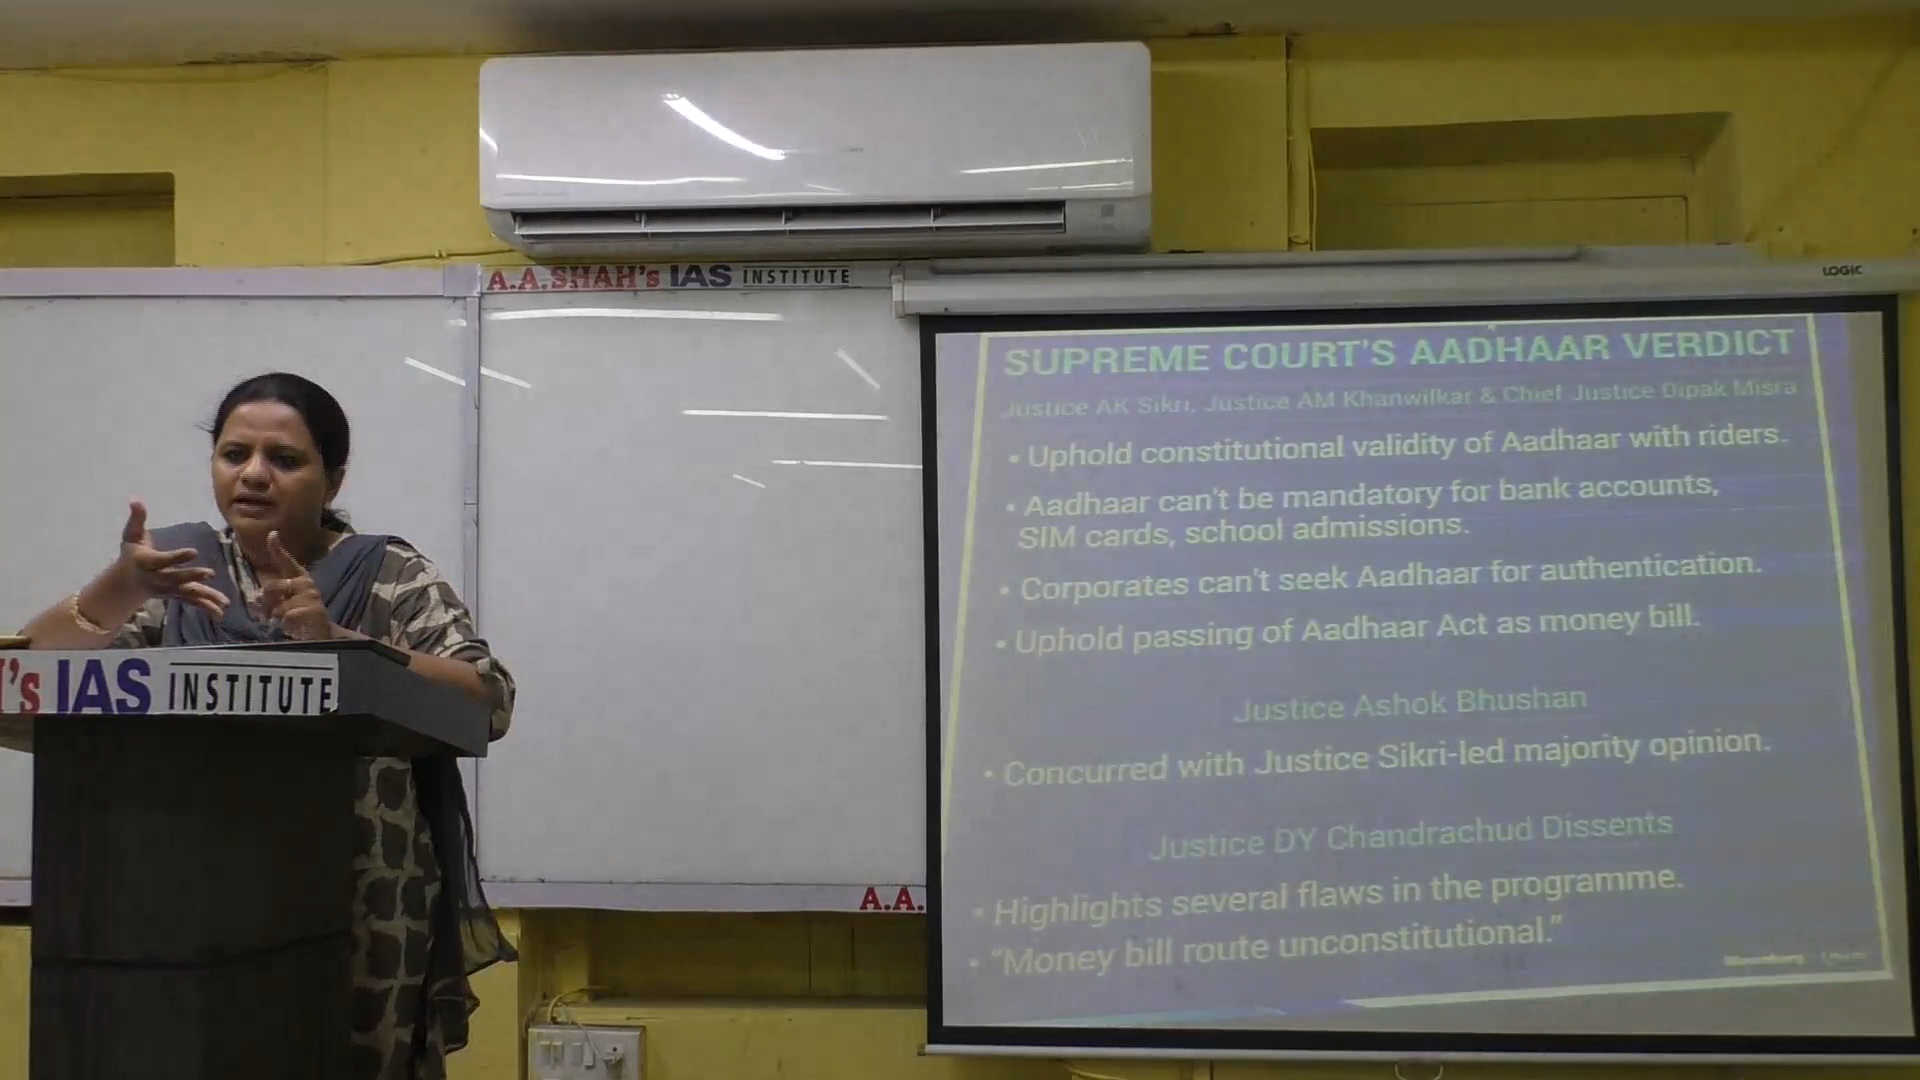 A.A.SHAH's IAS INSTITUTE
LOGIC
SUPREME COURT'S AADHAAR VERDICT
Justice AK Sikri, Justice AM Khanwilkar & Chief Justice Dipak Misra
• Uphold constitutional validity of Aadhaar with riders.
• Aadhaar can't be mandatory for bank accounts,
SIM cards, school admissions.
• Corporates can't seek Aadhaar for authentication.
• Uphold passing of Aadhaar Act as money bill.
Justice Ashok Bhushan
• Concurred with Justice Sikri-led majority opinion.
Justice DY Chandrachud Dissents
• Highlights several flaws in the programme.
• “Money bill route unconstitutional.”
's IAS INSTITUTE
A.A.